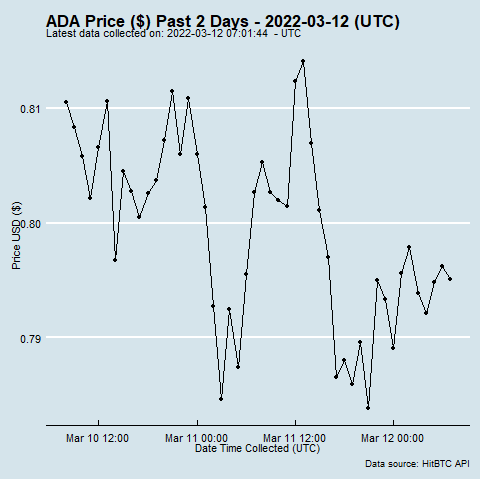 ADA Price ($) Past 2 Days - 2022-03-12 (UTC)
Latest data collected on: 2022-03-12 07:01:44 - UTC
0.81
0.80
0.79
Price USD ($)
Mar 10 12:00 Mar 11 00:00 Mar 11 12:00 Mar 12 00:00
Date Time Collected (UTC)
Data source: HitBTC API